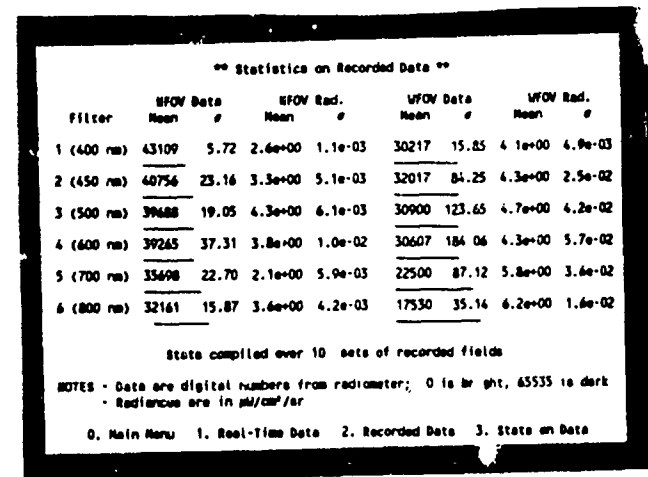 ** Statistics on Recorded Data **
NFOV Data NFOV Rad. WFOV Data WFOV Rad.
Filter Mean σ Mean σ Mean σ Mean σ
1 (400 nm) 43109 5.72 2.6e+00 1.1e-03 30217 15.85 4 1e+00 4.9e-03
2 (450 nm) 40756 23.16 3.3e+00 5.1e-03 32017 84.25 4.3e+00 2.5e-02
3 (500 nm) 39688 19.05 4.3e+00 6.1e-03 30900 123.65 4.7e+00 4.2e-02
4 (600 nm) 39265 37.31 3.8e+00 1.0e-02 30607 184 06 4.3e+00 5.7e-02
5 (700 nm) 35698 22.70 2.1e+00 5.9e-03 22500 87.12 5.8e+00 3.6e-02
6 (800 nm) 32161 15.87 3.6e+00 4.2e-03 17530 35.14 6.2e+00 1.6e-02
Stats compiled over 10 sets of recorded fields
NOTES - Data are digital numbers from radiometer; 0 is br ght, 65535 is dark
- Radiances are in μW/cm²/sr
0. Main Menu 1. Real-Time Data 2. Recorded Data 3. Stats on Data